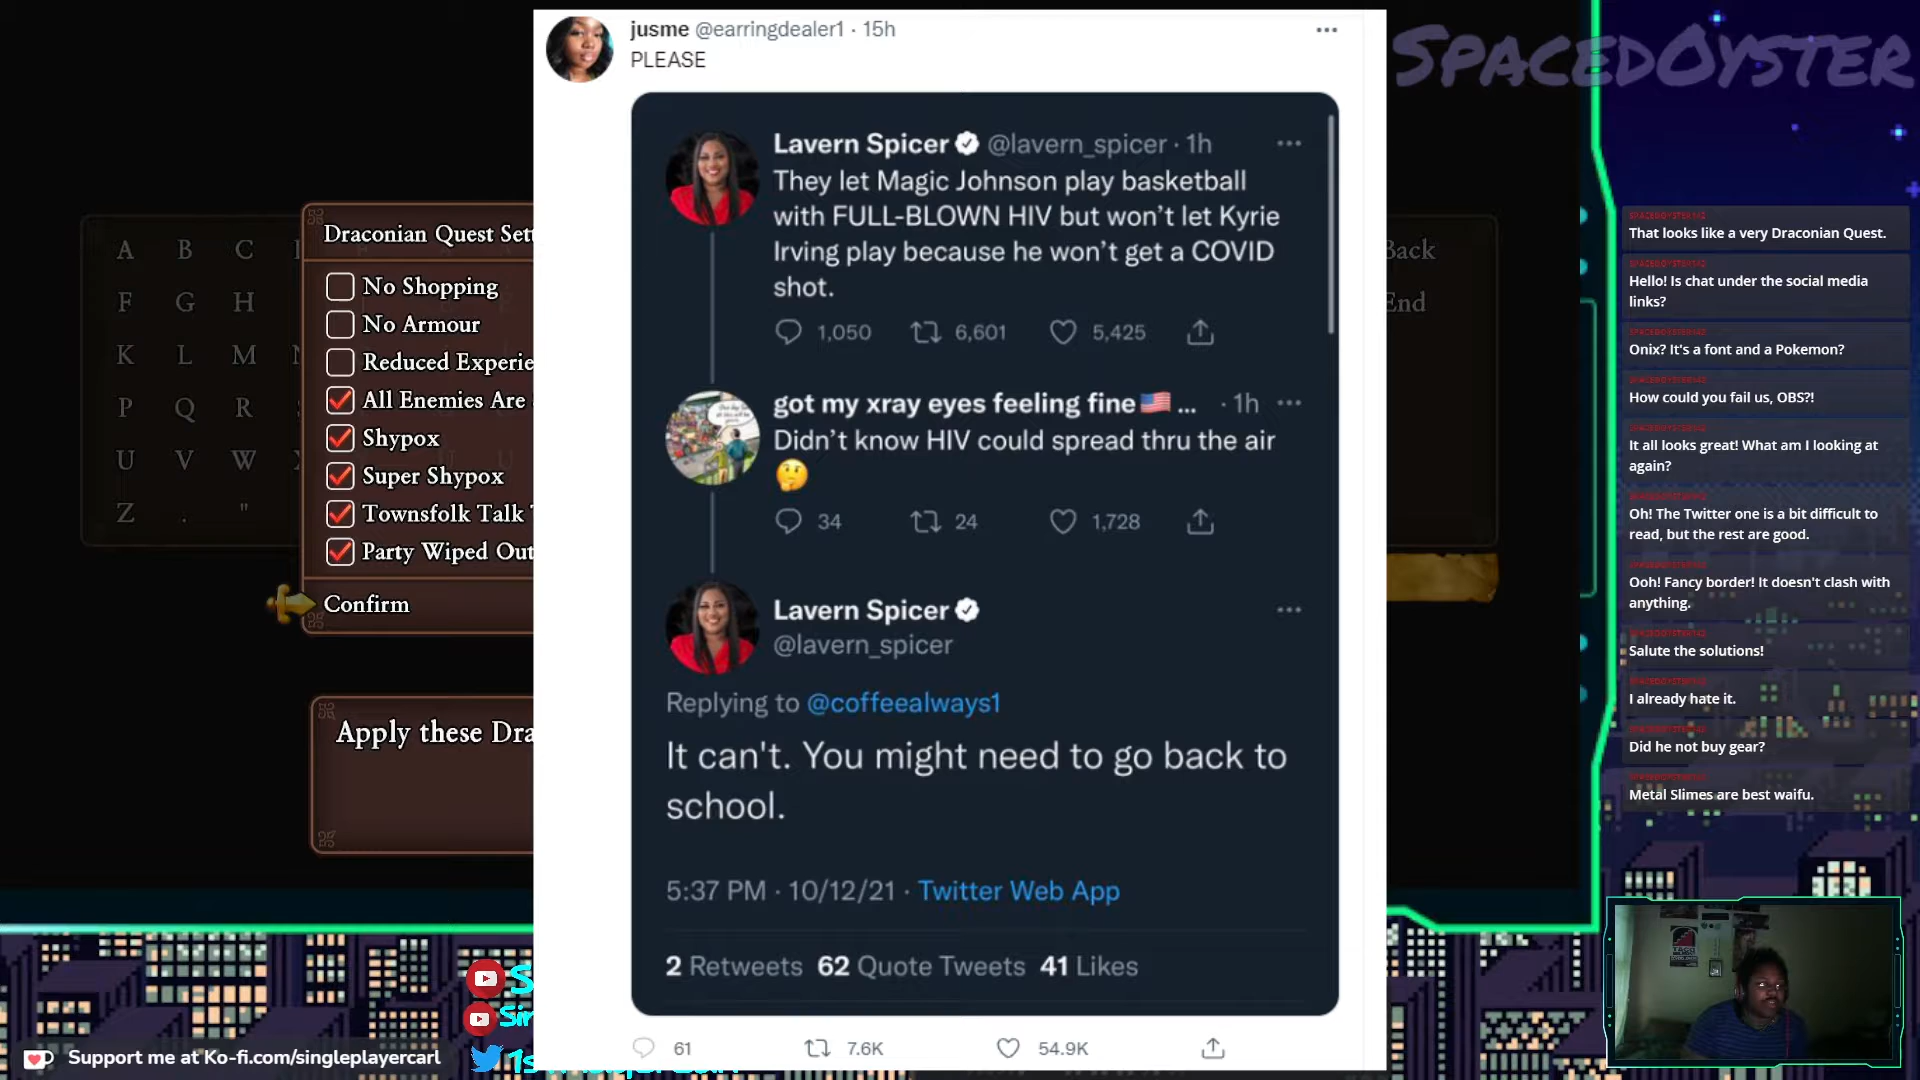 jusme @earringdealer1 · 15h
PLEASE
Lavern Spicer @lavern_spicer · 1h
They let Magic Johnson play basketball
with FULL-BLOWN HIV but won't let Kyrie
Irving play because he won't get a COVID
shot.
1,050 6,601 5,425
got my xray eyes feeling fine🇺🇸 ... · 1h
Didn't know HIV could spread thru the air
🤔
34 24 1,728
Lavern Spicer
@lavern_spicer
Replying to @coffeealways1
It can't. You might need to go back to
school.
5:37 PM · 10/12/21 · Twitter Web App
2 Retweets 62 Quote Tweets 41 Likes
61 7.6K 54.9K
A B C
F G H
K L M
P Q R
U V W
Z . "
Draconian Quest
No Shopping
No Armour
Reduced
All Enemies Are
Shypox
Super Shypox
Townsfolk Talk
Party Wiped Out
Confirm
Apply these
Back
End
SpacedOyster
That looks like a very Draconian Quest.
Hello! Is chat under the social media
links?
Onix? It's a font and a Pokemon?
How could you fail us, OBS?!
It all looks great! What am I looking at
again?
Oh! The Twitter one is a bit difficult to
read, but the rest are good.
Ooh! Fancy border! It doesn't clash with
anything.
Salute the solutions!
I already hate it.
Did he not buy gear?
Metal Slimes are best waifu.
Support me at Ko-fi.com/singleplayercarl